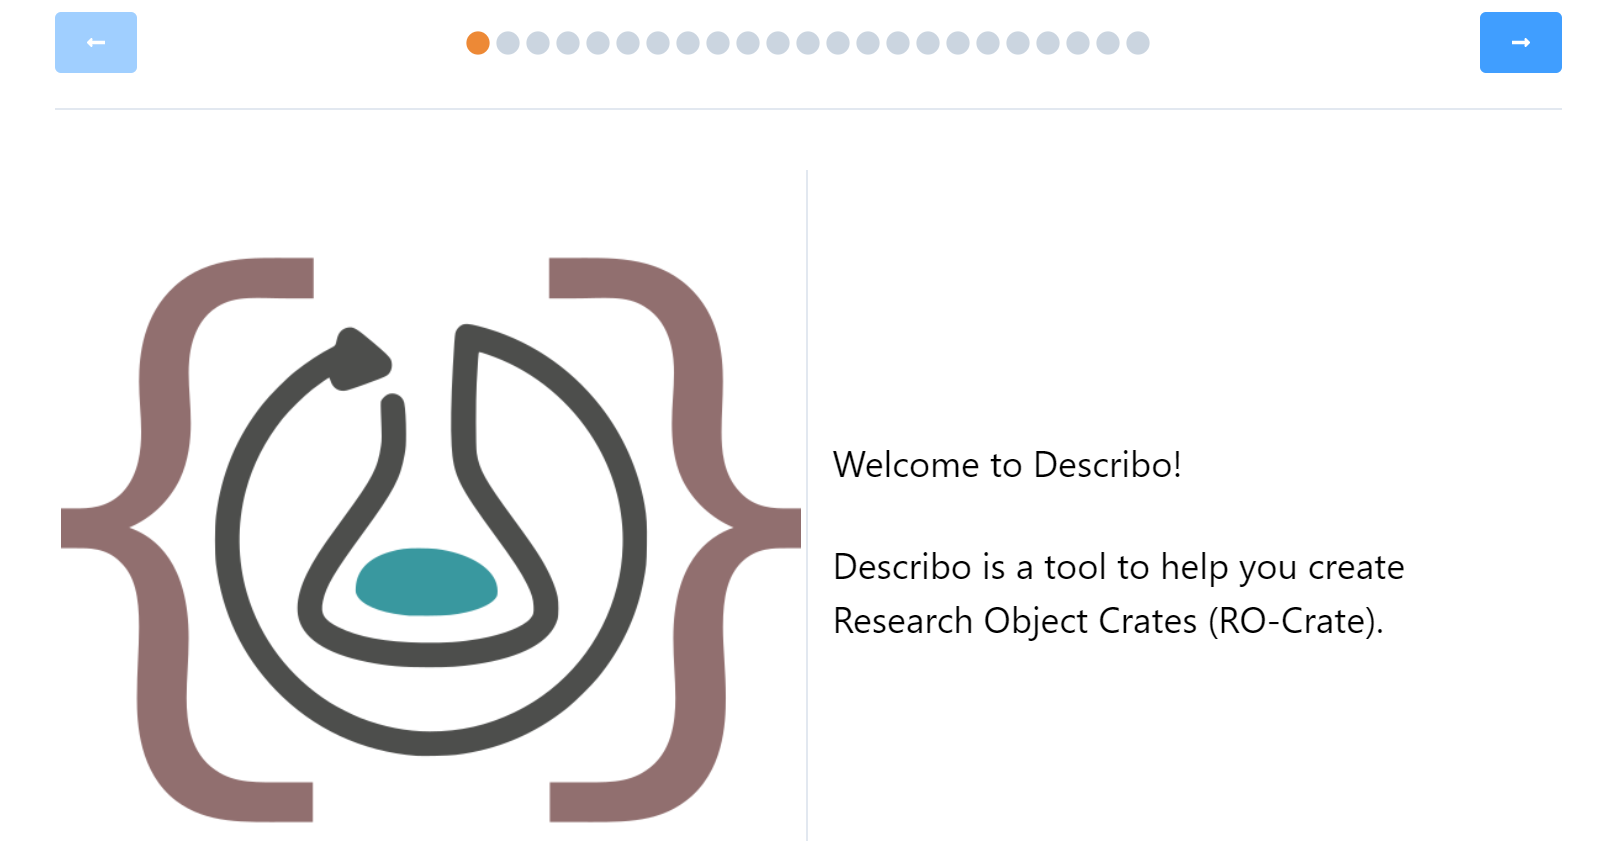 Welcome to Describo!
Describo is a tool to help you create
Research Object Crates (RO-Crate).